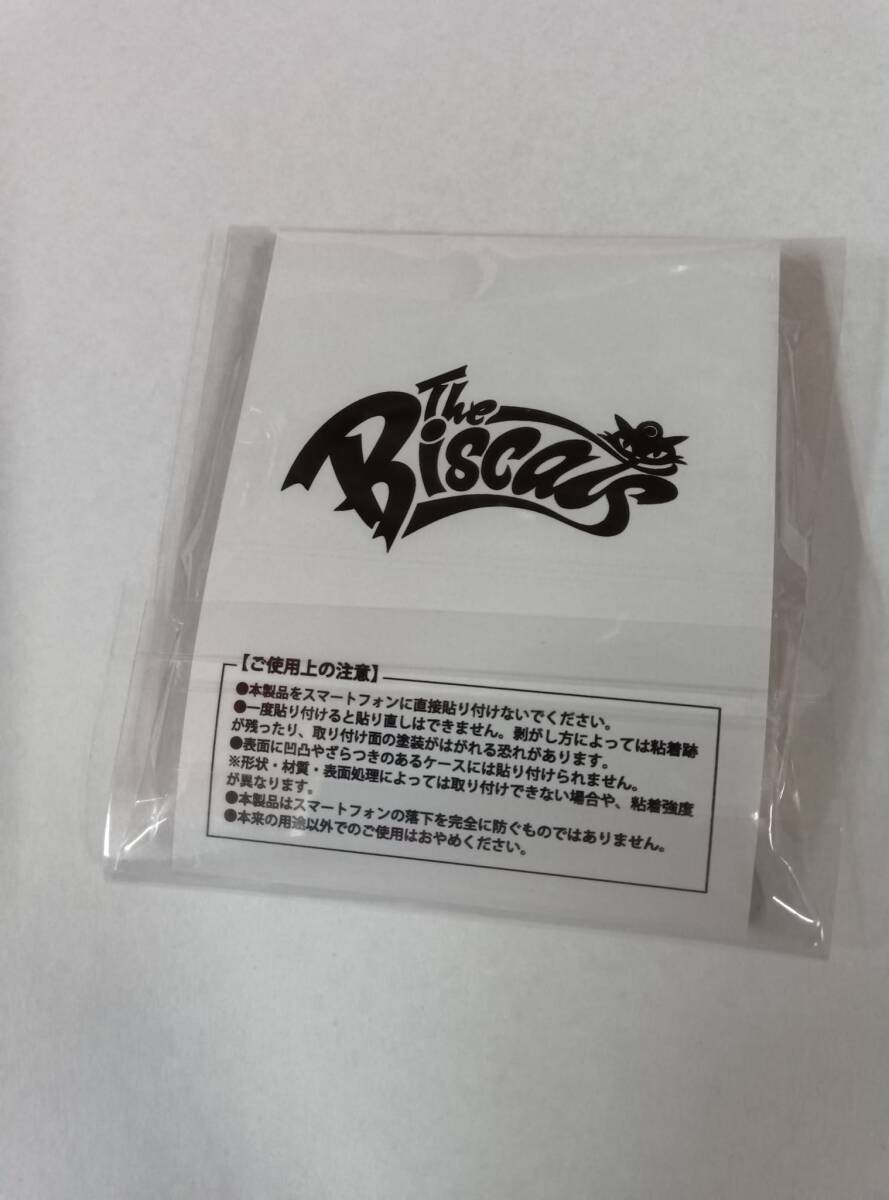 The
Biscats
【ご使用上の注意】
●本製品をスマートフォンに直接貼り付けないでください。
●一度貼り付けると貼り直しはできません。剥がし方によっては粘着跡
が残ったり、取り付け面の塗装がはがれる恐れがあります。
●表面に凹凸やざらつきのあるケースには貼り付けられません。
※形状・材質・表面処理によっては取り付けできない場合や、粘着強度
が異なります。
●本製品はスマートフォンの落下を完全に防ぐものではありません。
●本来の用途以外でのご使用はおやめください。